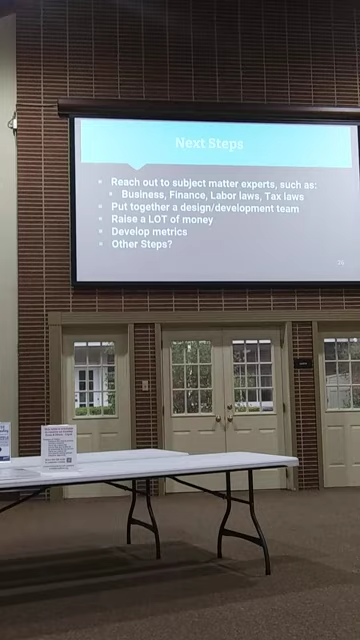 Next Steps
Reach out to subject matter experts, such as:
Business, Finance, Labor laws, Tax laws
Put together a design/development team
Raise a LOT of money
Develop metrics
Other Steps?